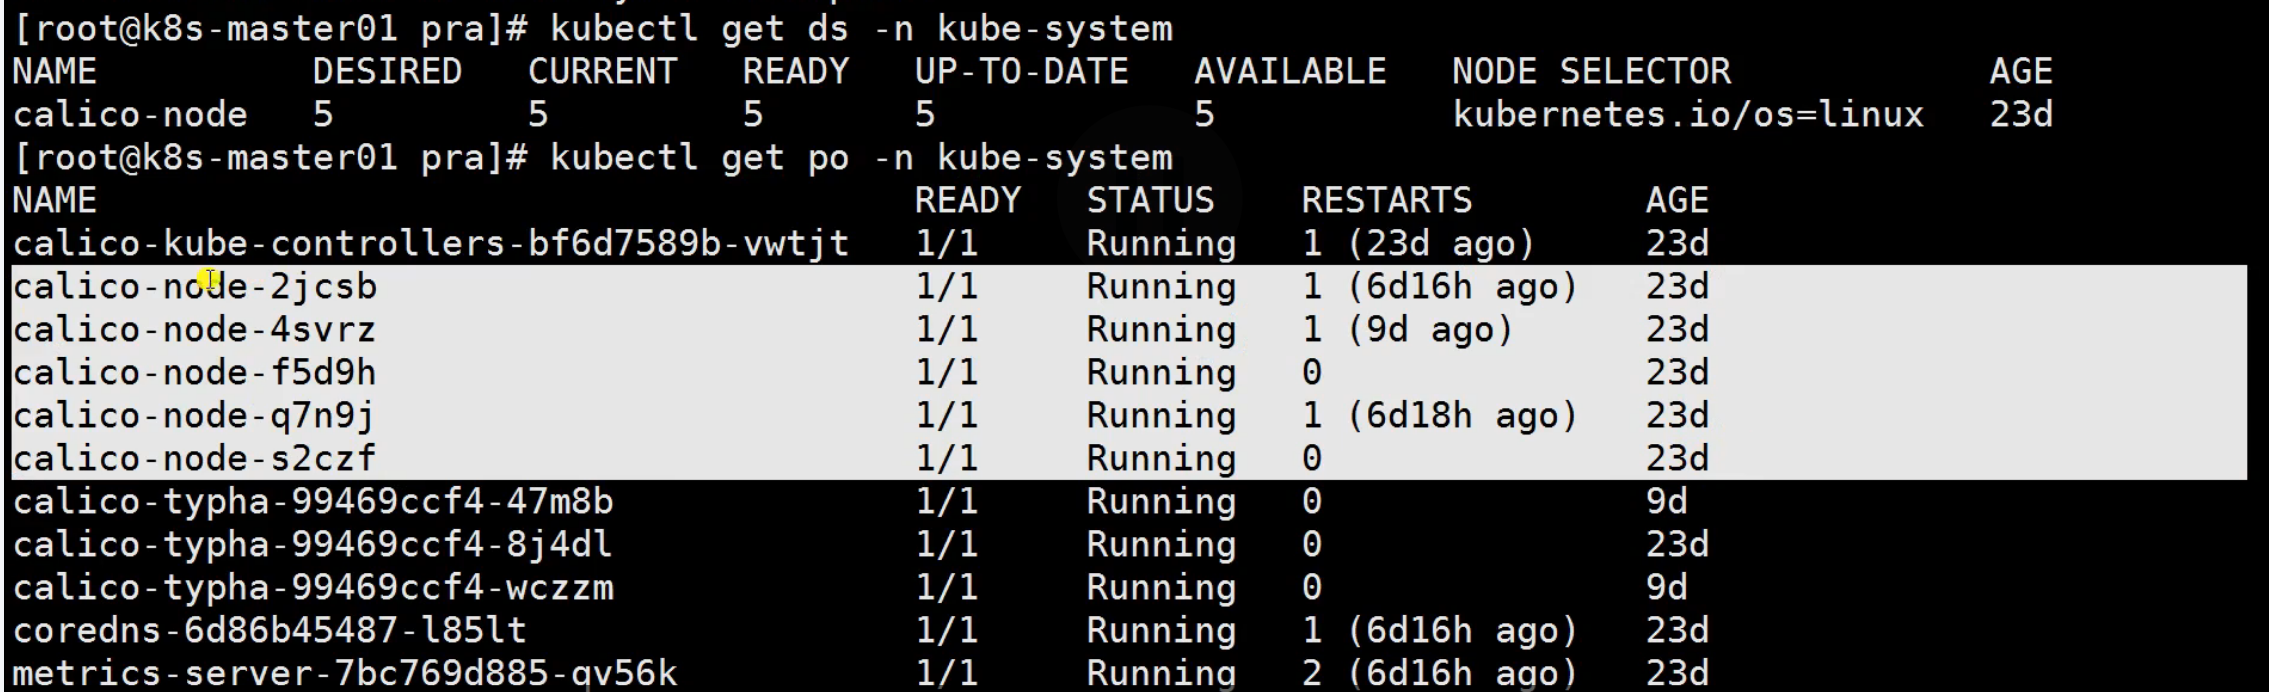 [root@k8s-master01 pra]# kubectl get ds -n kube-system
NAME          DESIRED   CURRENT   READY   UP-TO-DATE   AVAILABLE   NODE SELECTOR            AGE
calico-node   5         5         5       5            5           kubernetes.io/os=linux   23d
[root@k8s-master01 pra]# kubectl get po -n kube-system
NAME                                      READY   STATUS    RESTARTS        AGE
calico-kube-controllers-bf6d7589b-vwtjt   1/1     Running   1 (23d ago)     23d
calico-node-2jcsb                         1/1     Running   1 (6d16h ago)   23d
calico-node-4svrz                         1/1     Running   1 (9d ago)      23d
calico-node-f5d9h                         1/1     Running   0               23d
calico-node-q7n9j                         1/1     Running   1 (6d18h ago)   23d
calico-node-s2czf                         1/1     Running   0               23d
calico-typha-99469ccf4-47m8b              1/1     Running   0               9d
calico-typha-99469ccf4-8j4dl              1/1     Running   0               23d
calico-typha-99469ccf4-wczzm              1/1     Running   0               9d
coredns-6d86b45487-l85lt                  1/1     Running   1 (6d16h ago)   23d
metrics-server-7bc769d885-qv56k           1/1     Running   2 (6d16h ago)   23d